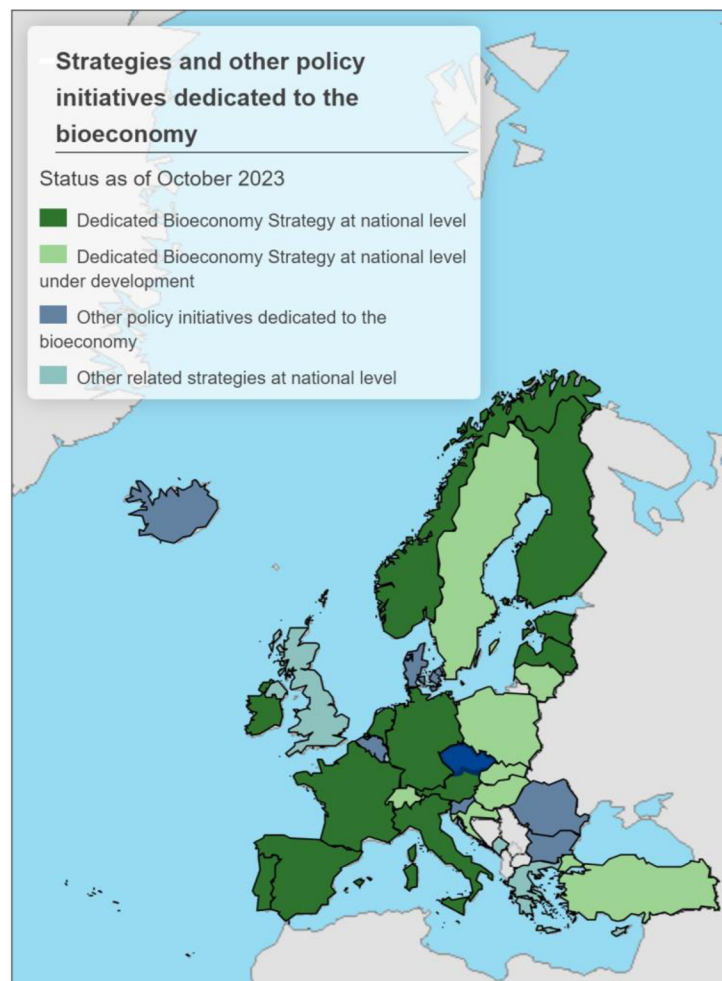 Strategies and other policy
initiatives dedicated to the
bioeconomy
Status as of October 2023
Dedicated Bioeconomy Strategy at national level
Dedicated Bioeconomy Strategy at national level
under development
Other policy initiatives dedicated to the
bioeconomy
Other related strategies at national level